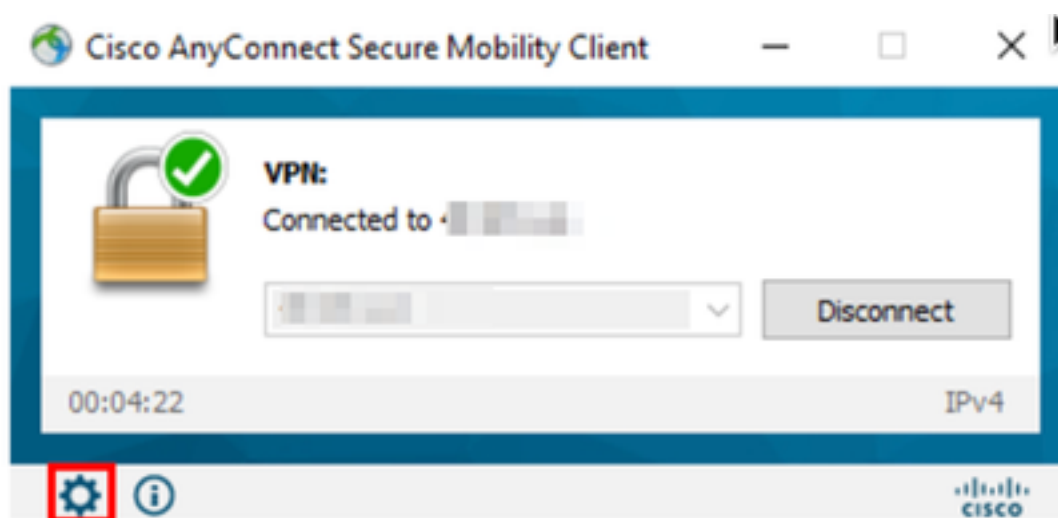 Cisco AnyConnect Secure Mobility Client
VPN:
Connected to
Disconnect
00:04:22
IPv4
CISCO